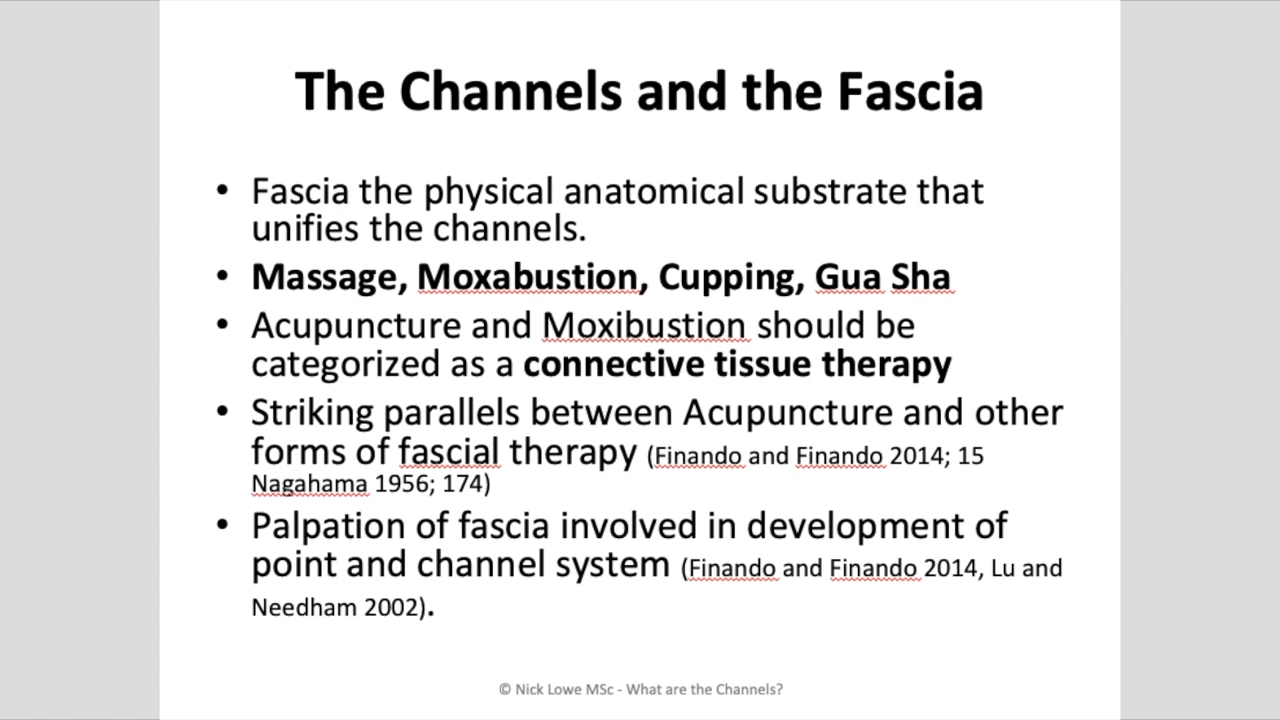 The Channels and the Fascia
• Fascia the physical anatomical substrate that
unifies the channels.
• Massage, Moxabustion, Cupping, Gua Sha
• Acupuncture and Moxibustion should be
categorized as a connective tissue therapy
• Striking parallels between Acupuncture and other
forms of fascial therapy (Finando and Finando 2014; 15
Nagahama 1956; 174)
• Palpation of fascia involved in development of
point and channel system (Finando and Finando 2014, Lu and
Needham 2002).
© Nick Lowe MSc - What are the Channels?